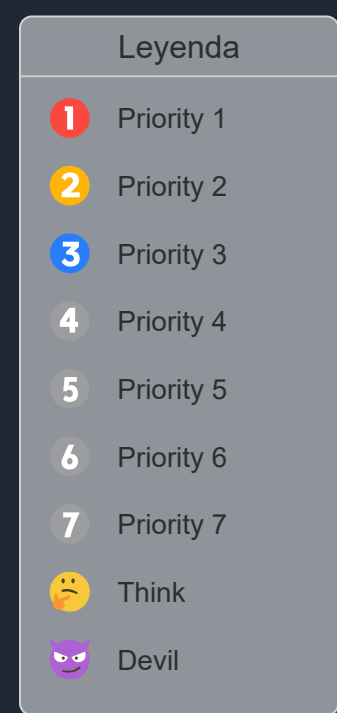 Leyenda
1 Priority 1
2 Priority 2
3 Priority 3
4 Priority 4
5 Priority 5
6 Priority 6
7 Priority 7
Think
Devil